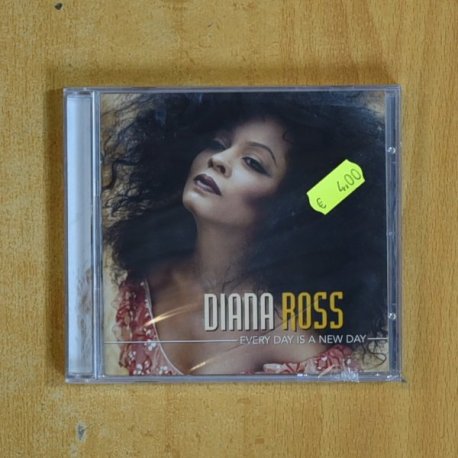 € 4,00
DIANA ROSS
EVERY DAY IS A NEW DAY